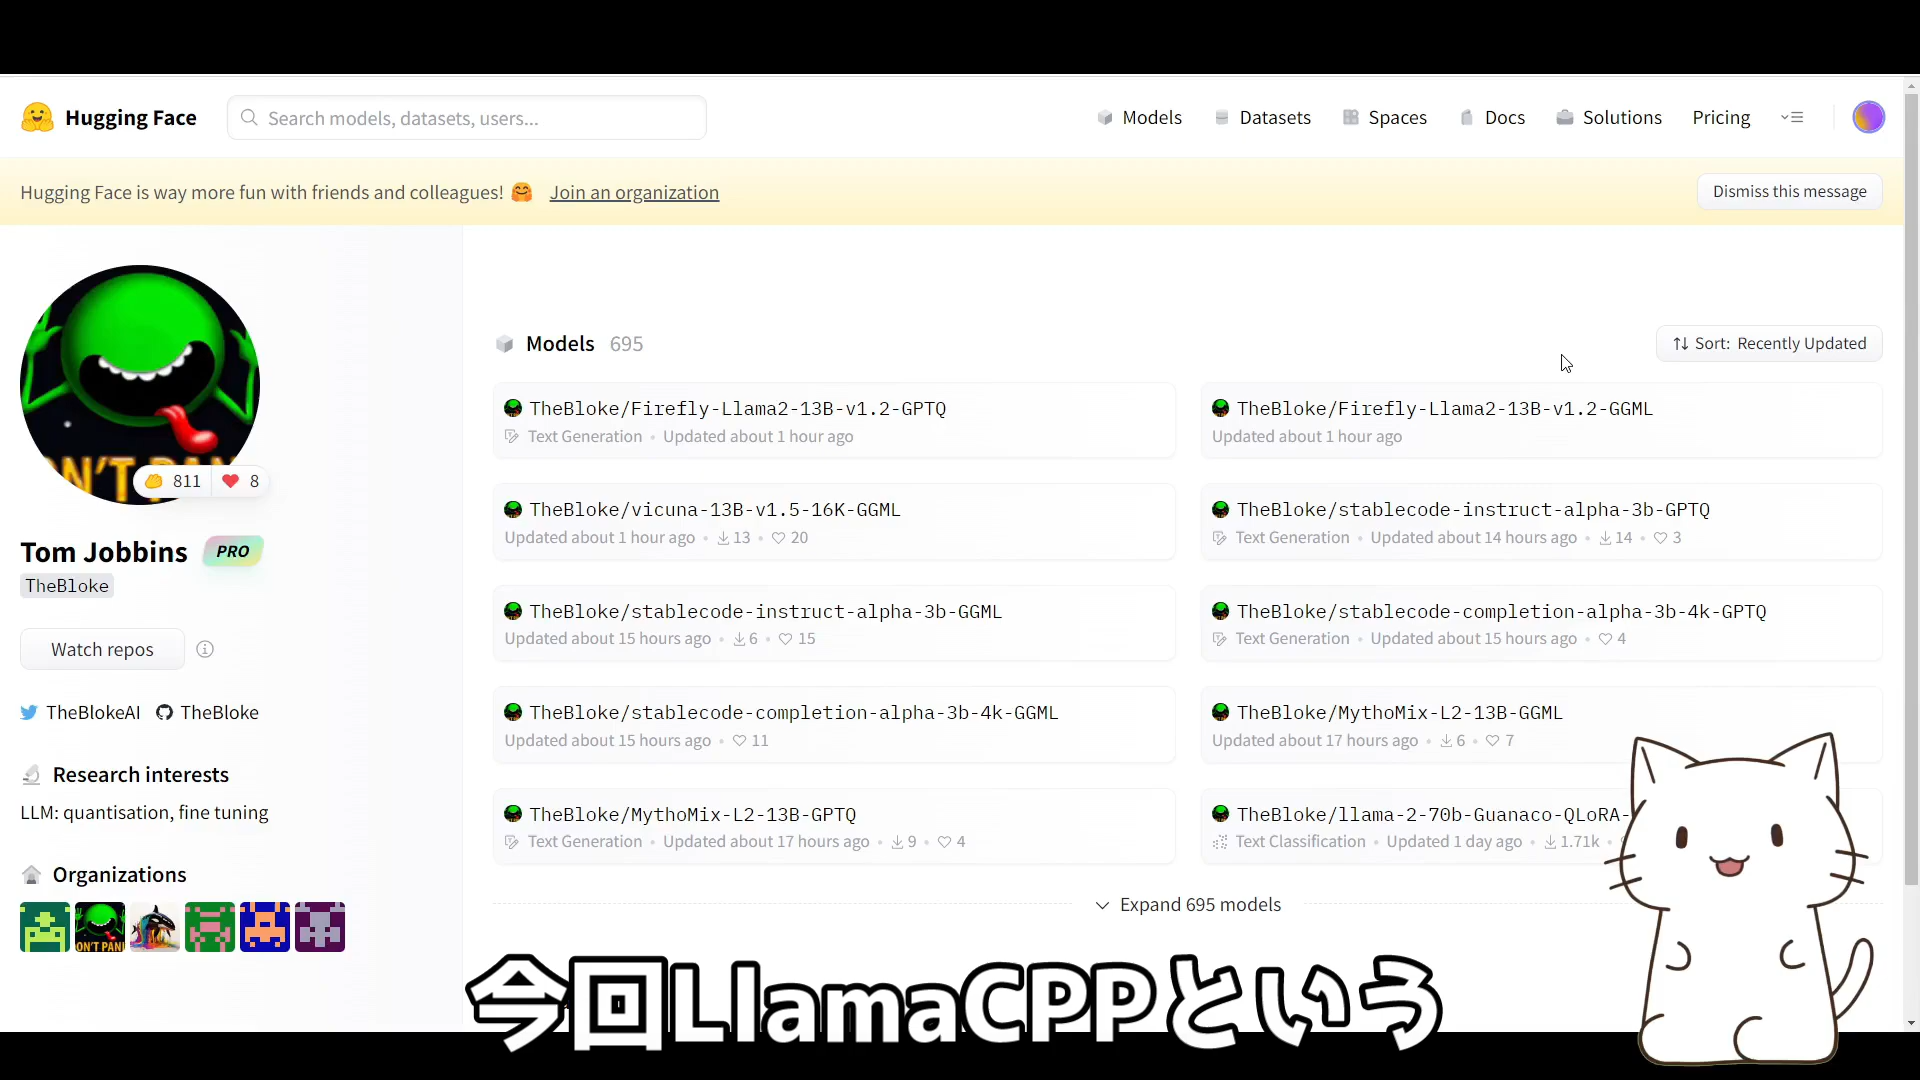 Hugging Face
Search models, datasets, users...
Models
Datasets
Spaces
Docs
Solutions
Pricing
Hugging Face is way more fun with friends and colleagues! 🤗 Join an organization
Dismiss this message
ON'T PA
811
8
Tom Jobbins PRO
TheBloke
Watch repos
TheBlokeAI TheBloke
Research interests
LLM: quantisation, fine tuning
Organizations
ON'T PANI
Models 695
Sort: Recently Updated
TheBloke/Firefly-Llama2-13B-v1.2-GPTQ
Text Generation • Updated about 1 hour ago
TheBloke/Firefly-Llama2-13B-v1.2-GGML
Updated about 1 hour ago
TheBloke/vicuna-13B-v1.5-16K-GGML
Updated about 1 hour ago • 13 • 20
TheBloke/stablecode-instruct-alpha-3b-GPTQ
Text Generation • Updated about 14 hours ago • 14 • 3
TheBloke/stablecode-instruct-alpha-3b-GGML
Updated about 15 hours ago • 6 • 15
TheBloke/stablecode-completion-alpha-3b-4k-GPTQ
Text Generation • Updated about 15 hours ago • 4
TheBloke/stablecode-completion-alpha-3b-4k-GGML
Updated about 15 hours ago • 11
TheBloke/MythoMix-L2-13B-GGML
Updated about 17 hours ago • 6 • 7
TheBloke/MythoMix-L2-13B-GPTQ
Text Generation • Updated about 17 hours ago • 9 • 4
TheBloke/llama-2-70b-Guanaco-QLoRA-
Text Classification • Updated 1 day ago • 1.71k •
Expand 695 models
今回LlamaCPPという